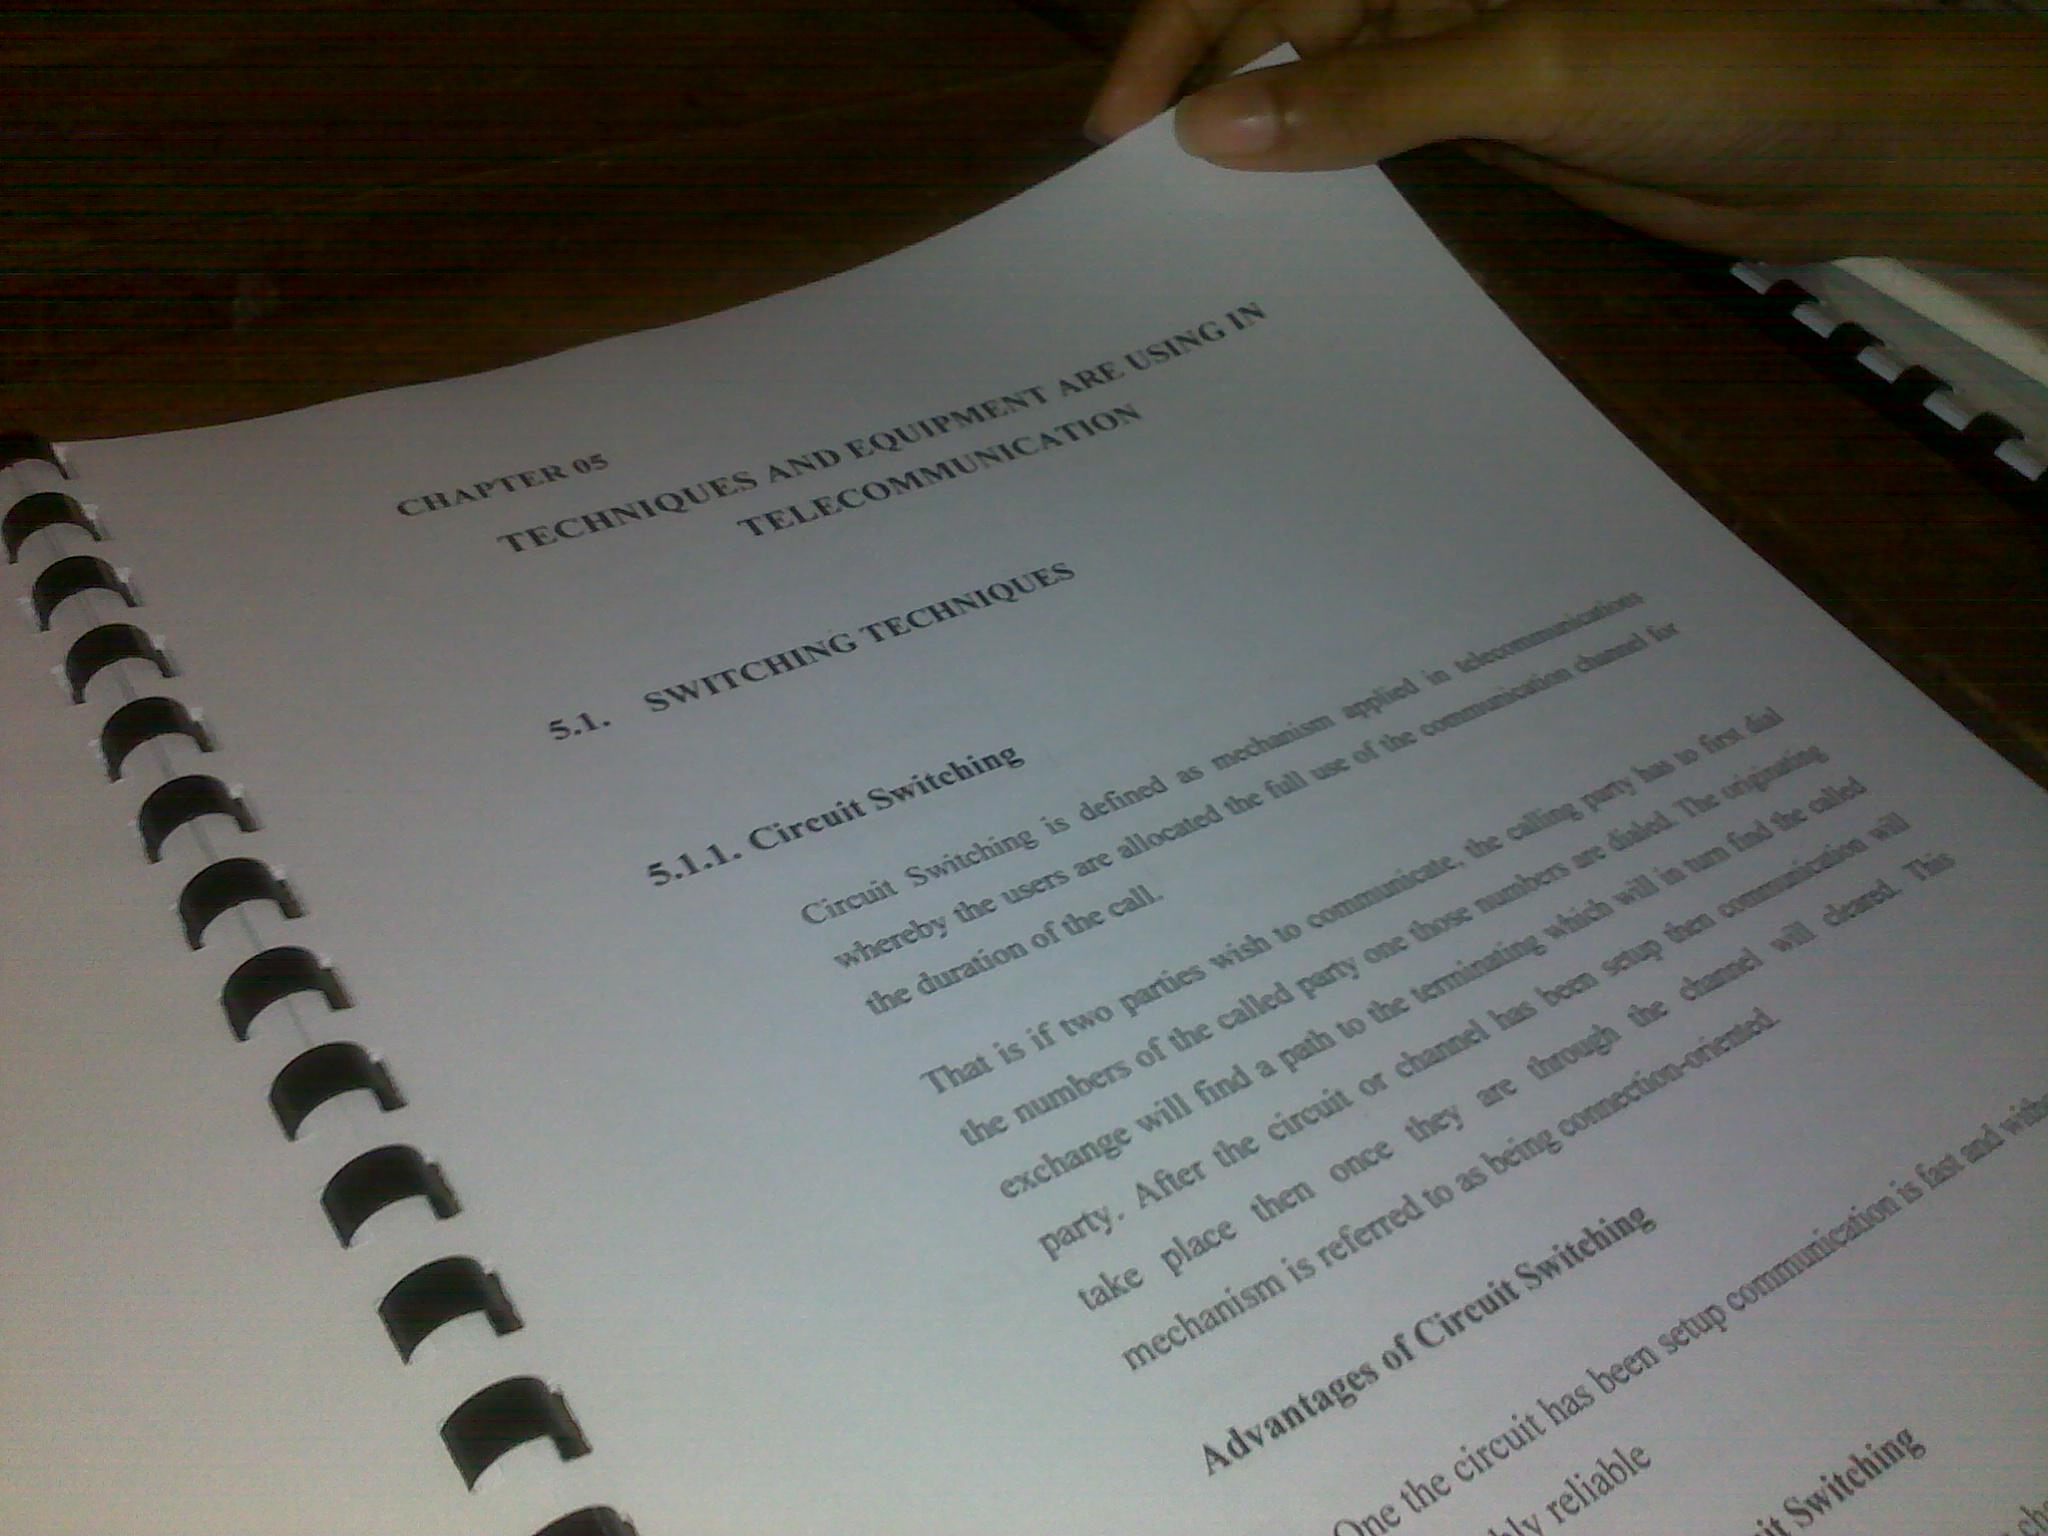 CHAPTER 05
TECHNIQUES AND EQUIPMENT ARE USING IN
TELECOMMUNICATION
5.1. SWITCHING TECHNIQUES
5.1.1. Circuit Switching
Circuit Switching is defined as mechanism applied in telecommunications
whereby the users are allocated the full use of the communication channel for
the duration of the call.
That is if two parties wish to communicate, the calling party has to first dial
the numbers of the called party one those numbers are dialed. The originating
exchange will find a path to the terminating which will in turn find the called
party. After the circuit or channel has been setup then communication will
take place then once they are through the channel will cleared. This
mechanism is referred to as being connection-oriented.
Advantages of Circuit Switching
One the circuit has been setup communication is fast and
reliable
Switching